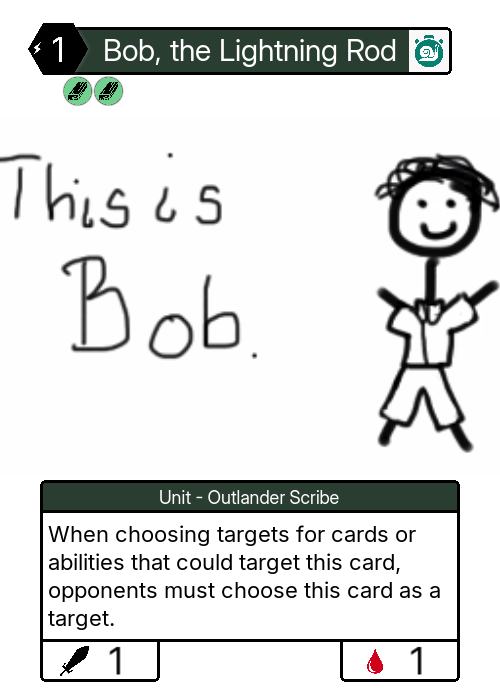 1 Bob, the Lightning Rod
This is
Bob.
Unit - Outlander Scribe
When choosing targets for cards or
abilities that could target this card,
opponents must choose this card as a
target.
1 1